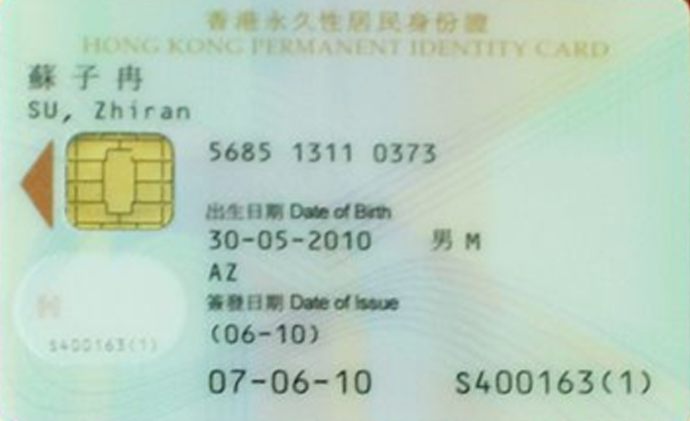 香港永久性居民身份證
HONG KONG PERMANENT IDENTITY CARD
蘇子冉
SU, Zhiran
5685 1311 0373
出生日期 Date of Birth
30-05-2010 男 M
AZ
簽發日期 Date of Issue
(06-10)
S400163(1)
07-06-10 S400163(1)